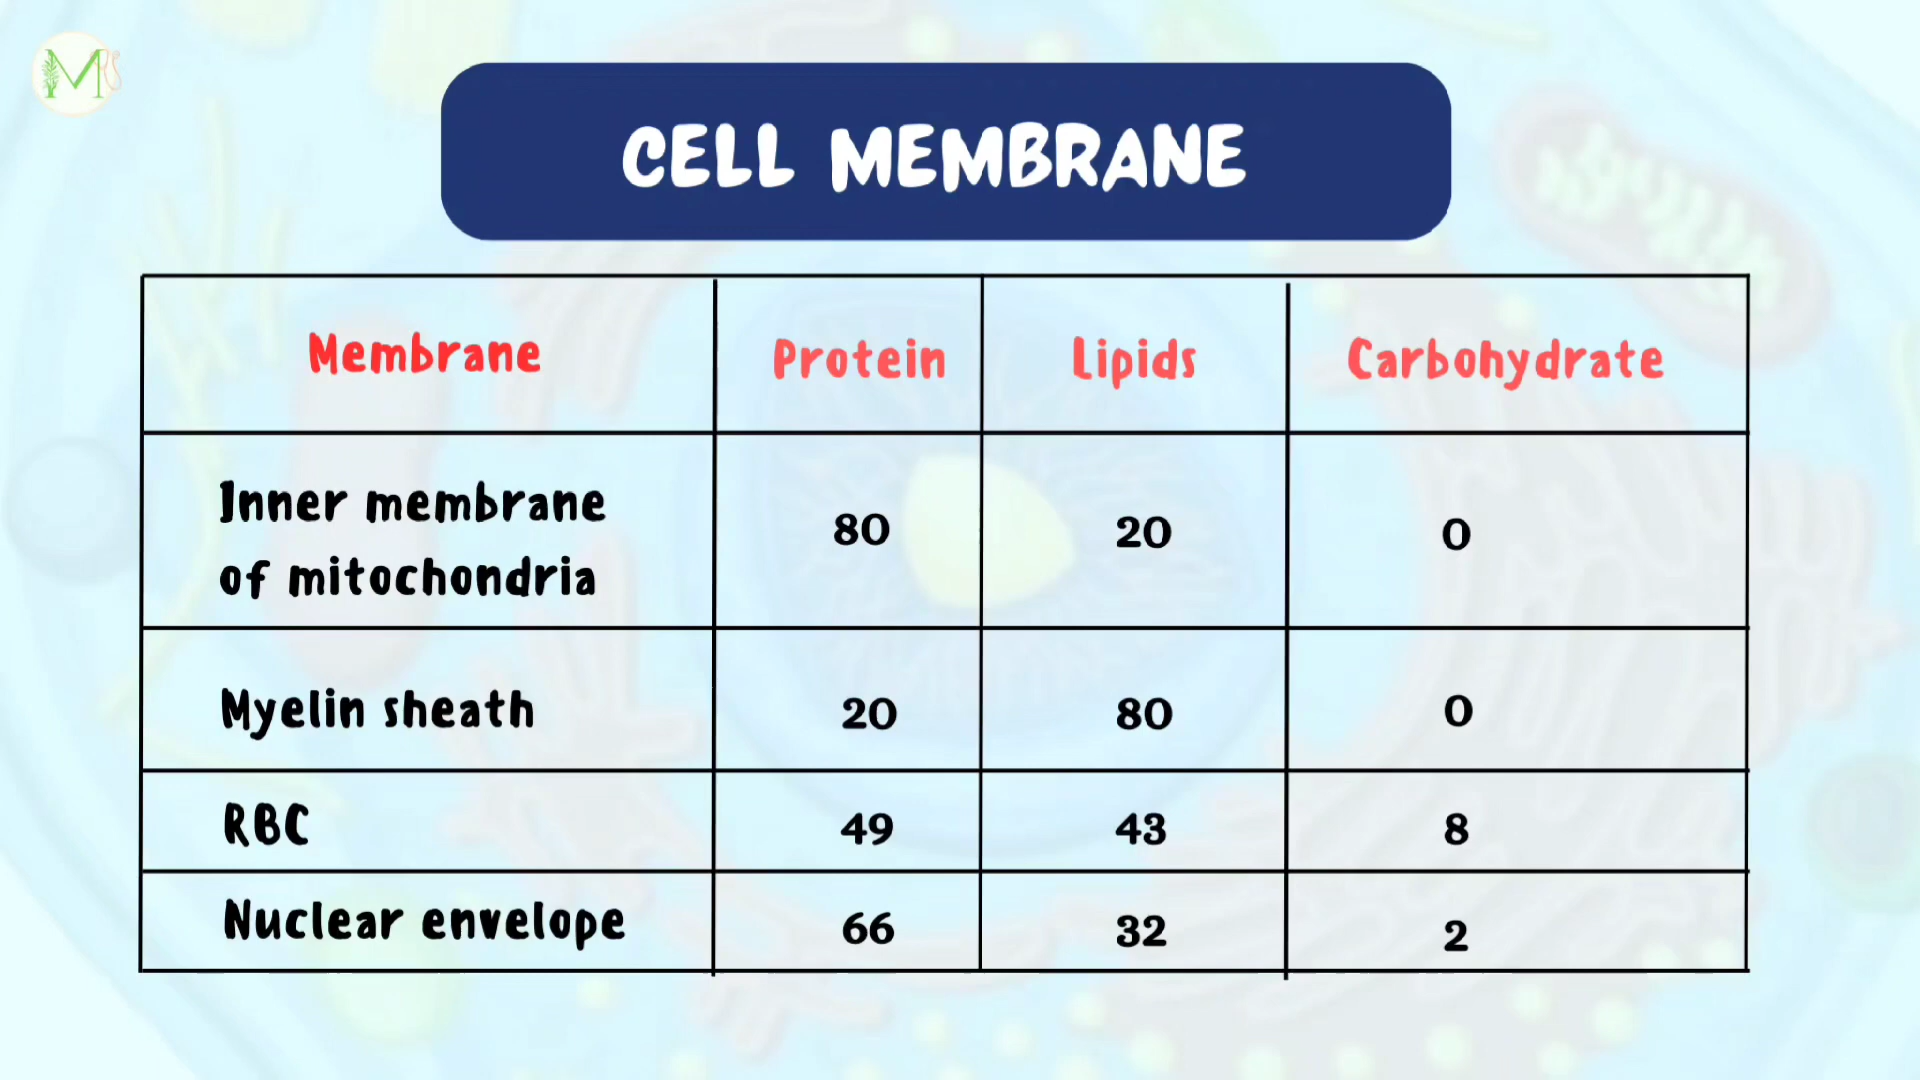 CELL MEMBRANE
Membrane Protein Lipids Carbohydrate
Inner membrane
of mitochondria 80 20 0
Myelin sheath 20 80 0
RBC 49 43 8
Nuclear envelope 66 32 2